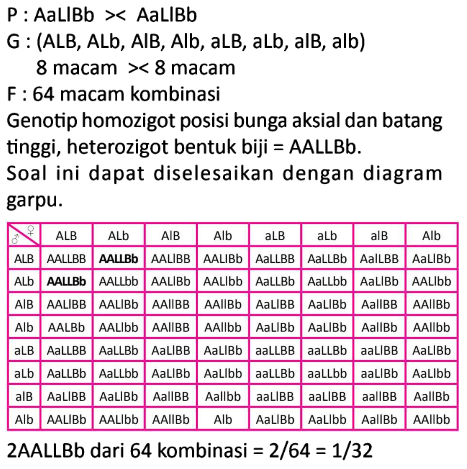 P : AaLlBb >< AaLlBb
G : (ALB, ALb, AlB, Alb, aLB, aLb, alB, alb)
8 macam >< 8 macam
F : 64 macam kombinasi
Genotip homozigot posisi bunga aksial dan batang
tinggi, heterozigot bentuk biji = AALLBb.
Soal ini dapat diselesaikan dengan diagram
garpu.
♂ ♀ ALB ALb AlB Alb aLB aLb alB Alb
ALB AALLBB AALLBb AALlBB AALlBb AaLLBB AaLLBb AaLlBB AaLlBb
ALb AALLBb AALLbb AALlBb AALlbb AaLLBb AaLLbb AaLlBb AALlbb
AlB AALlBB AALlBb AAllBB AAllBb AaLlBB AaLlBb AallBB AAllBb
Alb AALBb AALlbb AAllBB AAllbb AaLlBb AaLlbb AallBb AAllbb
aLB AaLLBB AaLLBb AaLlBB AaLlBb aaLLBB aaLLBb aaLlBB AaLlBb
aLb AaLLBb AaLLbb AaLlBb AaLlbb aaLLBb aaLLbb aaLlBb AaLlbb
alB AaLlBB AaLlBb AallBB Aallbb aaLlBB AaLlBb aallBB AallBb
Alb AALlBb AALlbb AAllBb Alb AaLlBb AaLlbb AallBb AAllbb
2AALLBb dari 64 kombinasi = 2/64 = 1/32